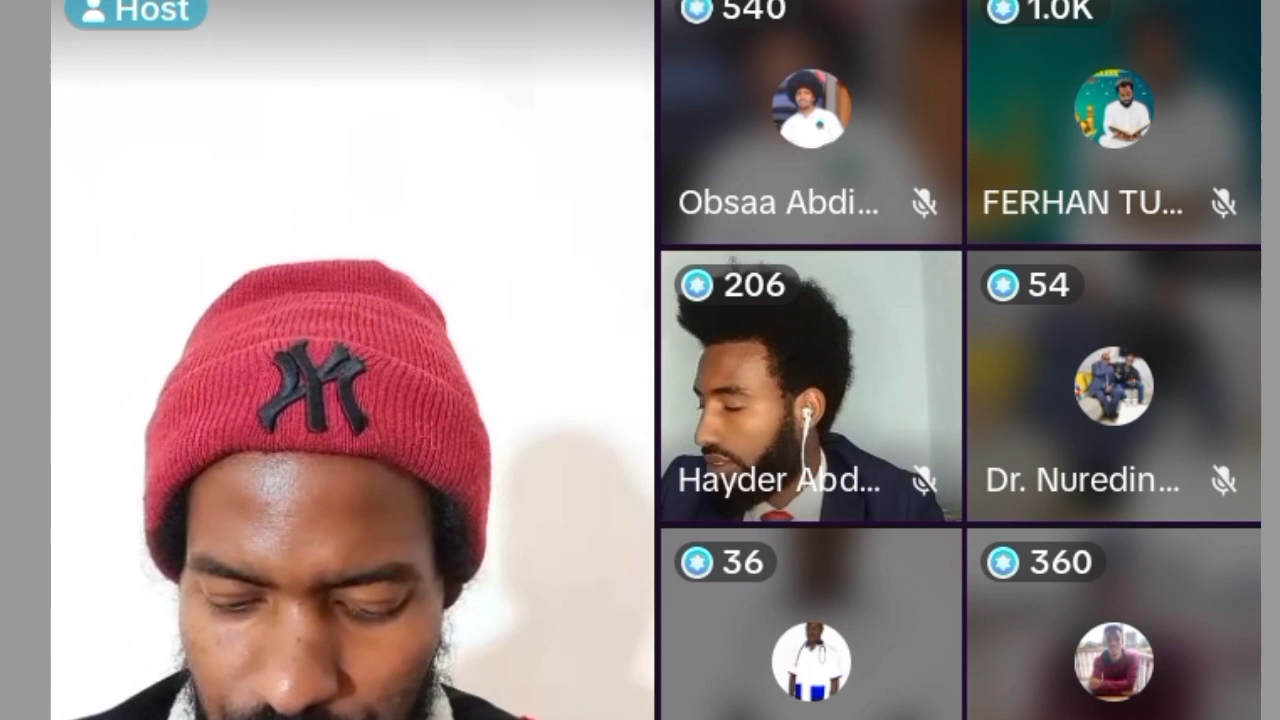 Host
540
1.0K
Obsaa Abdi...
FERHAN TU...
206
54
Hayder Abd...
Dr. Nuredin...
36
360